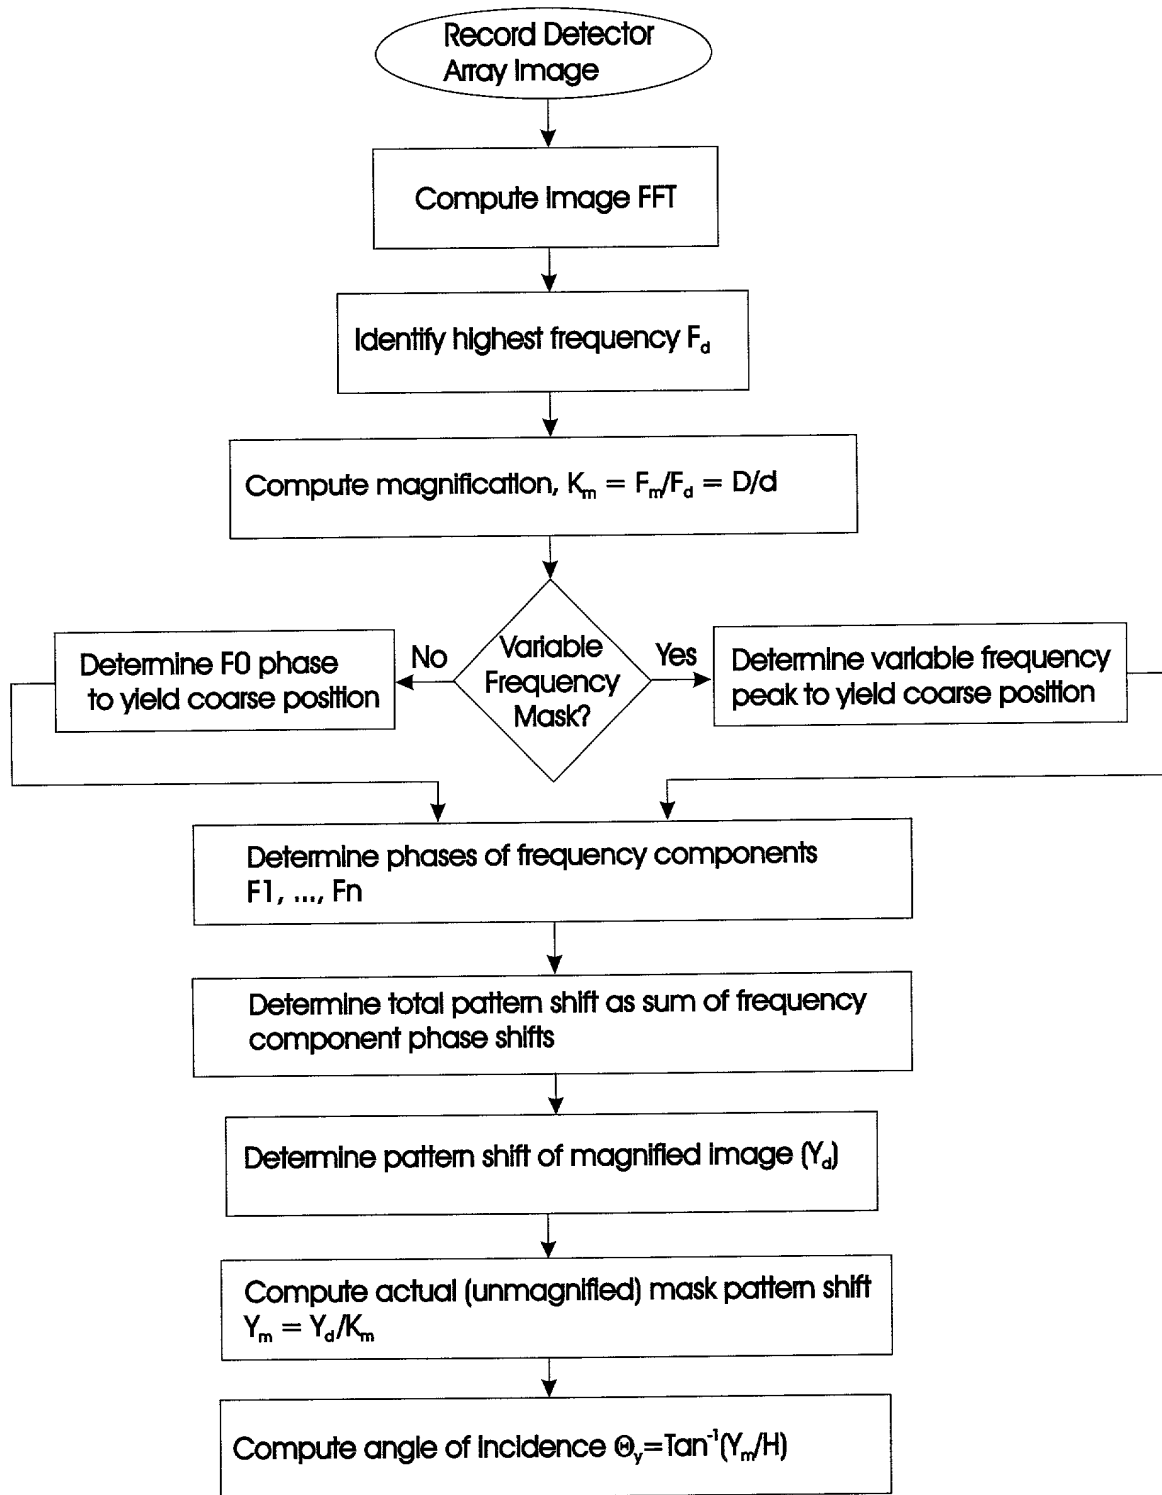 Record Detector
Array Image
Compute Image FFT
Identify highest frequency F_d
Compute magnification, K_m = F_m/F_d = D/d
Variable
Frequency
Mask?
No
Yes
Determine F0 phase
to yield coarse position
Determine variable frequency
peak to yield coarse position
Determine phases of frequency components
F1, ..., Fn
Determine total pattern shift as sum of frequency
component phase shifts
Determine pattern shift of magnified image (Y_d)
Compute actual (unmagnified) mask pattern shift
Y_m = Y_d/K_m
Compute angle of incidence Θ_y=Tan⁻¹(Y_m/H)